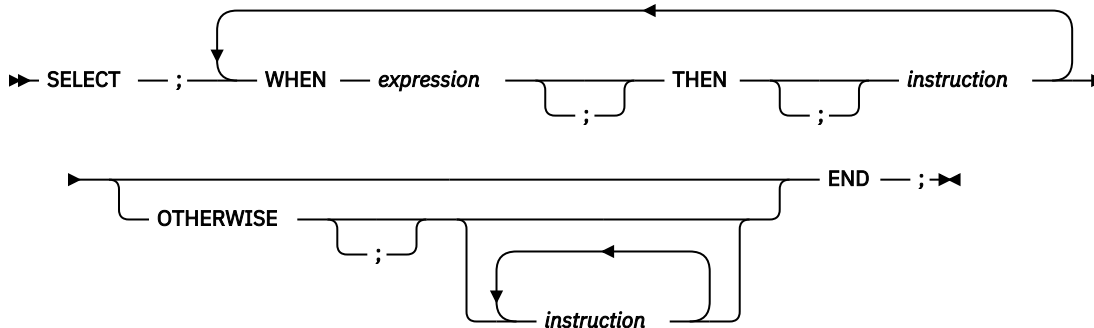 SELECT ; WHEN expression THEN instruction
; ;
END ;
OTHERWISE
;
instruction